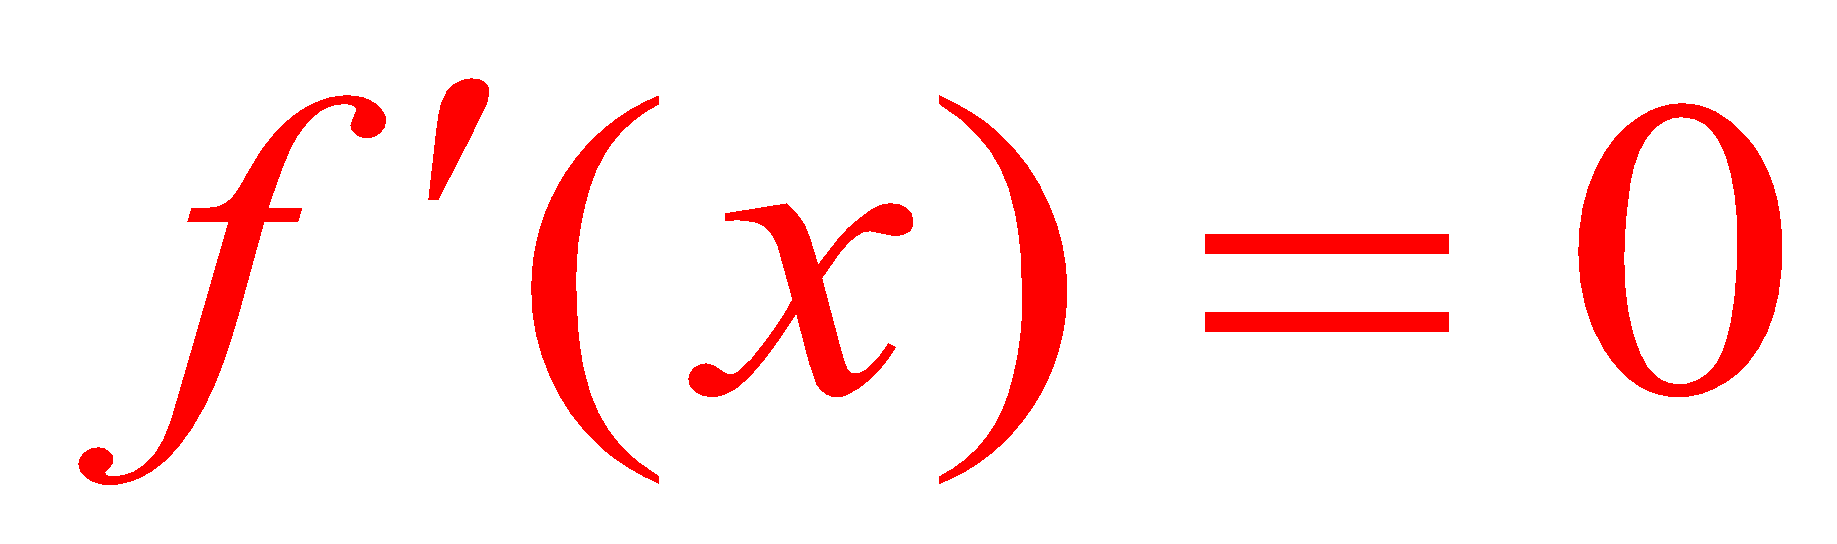 f′(x) = 0